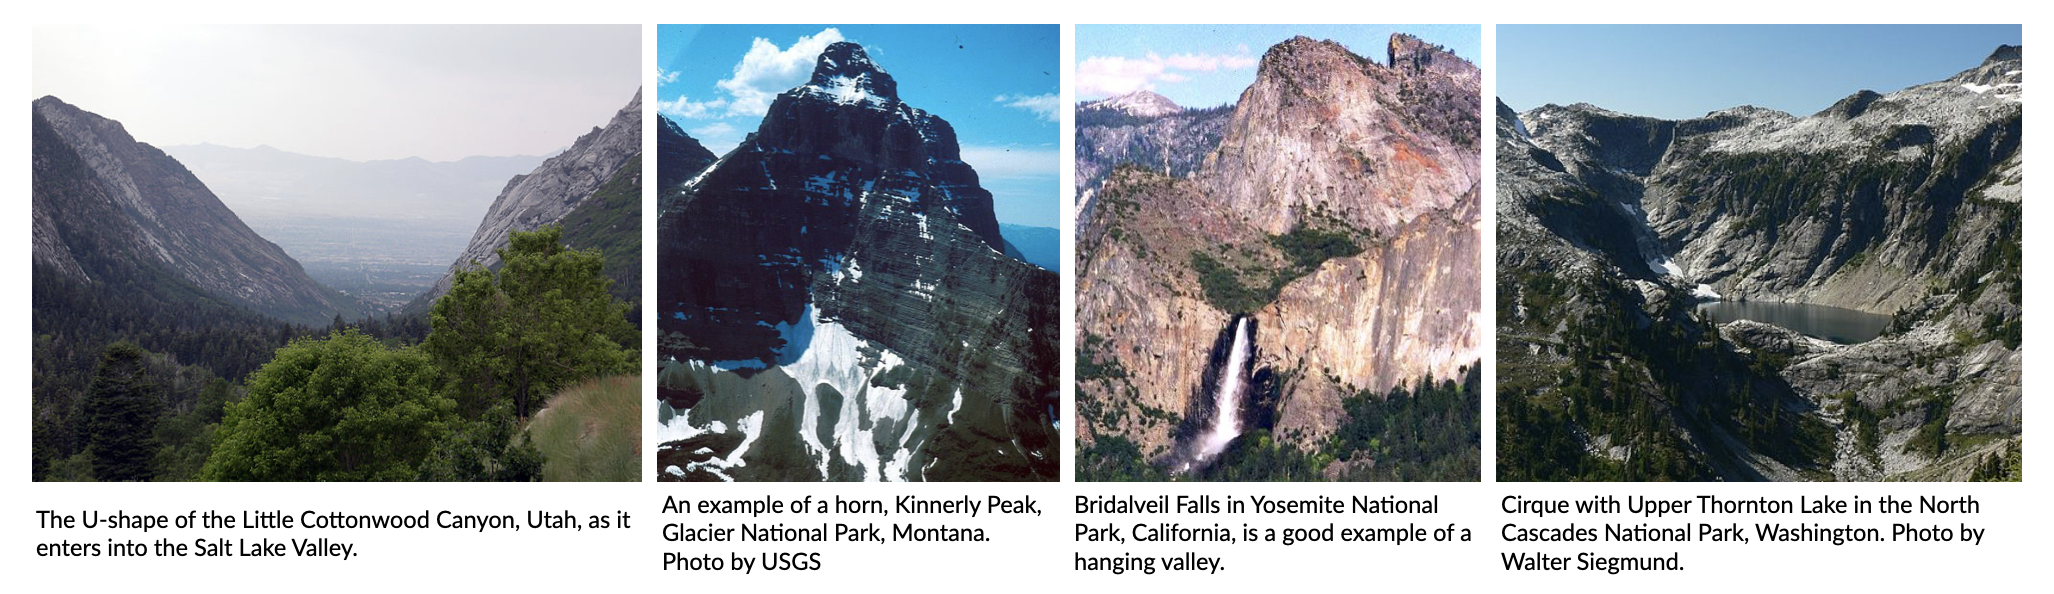 The U-shape of the Little Cottonwood Canyon, Utah, as it
enters into the Salt Lake Valley.
An example of a horn, Kinnerly Peak,
Glacier National Park, Montana.
Photo by USGS
Bridalveil Falls in Yosemite National
Park, California, is a good example of a
hanging valley.
Cirque with Upper Thornton Lake in the North
Cascades National Park, Washington. Photo by
Walter Siegmund.